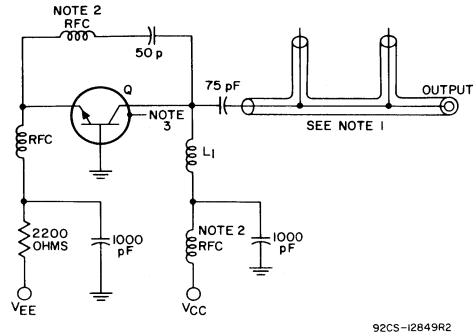 NOTE 2
RFC
50 p
Q
75 pF
OUTPUT
NOTE
3
SEE NOTE 1
RFC
L1
2200
OHMS
1000
pF
NOTE 2
RFC
1000
pF
VEE
VCC
92CS-12849R2